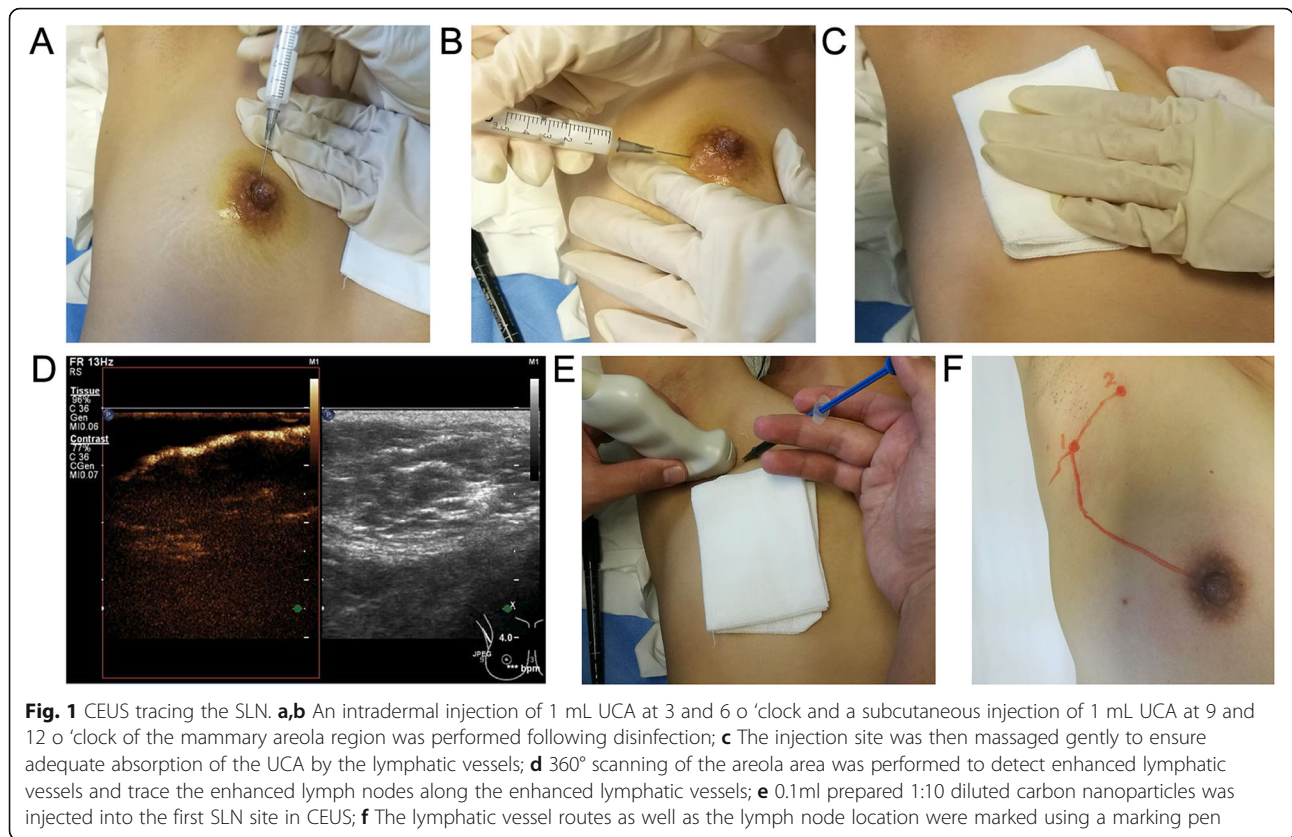 A
B
C
5 4 3 2 1
D
FR 13Hz
RS
M1
M1
Tissue
96%
C 36
Gen
MI0.06
Contrast
77%
C 36
CGen
MI0.07
P
P
X
4.0
JPEG
*** bpm
E
F
2
1
Fig. 1 CEUS tracing the SLN. a,b An intradermal injection of 1 mL UCA at 3 and 6 o ‘clock and a subcutaneous injection of 1 mL UCA at 9 and
12 o ‘clock of the mammary areola region was performed following disinfection; c The injection site was then massaged gently to ensure
adequate absorption of the UCA by the lymphatic vessels; d 360° scanning of the areola area was performed to detect enhanced lymphatic
vessels and trace the enhanced lymph nodes along the enhanced lymphatic vessels; e 0.1ml prepared 1:10 diluted carbon nanoparticles was
injected into the first SLN site in CEUS; f The lymphatic vessel routes as well as the lymph node location were marked using a marking pen